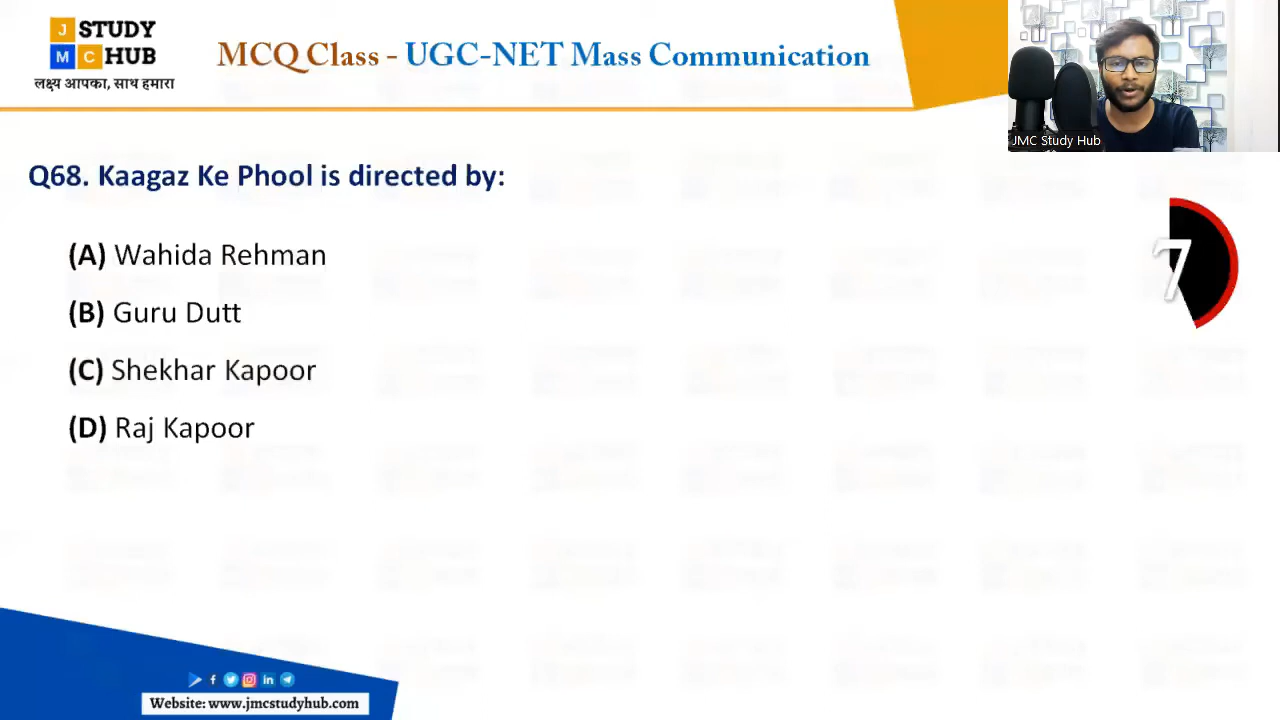 J STUDY
M C HUB
लक्ष्य आपका, साथ हमारा
MCQ Class - UGC-NET Mass Communication
JMC Study Hub
Q68. Kaagaz Ke Phool is directed by:
(A) Wahida Rehman
(B) Guru Dutt
(C) Shekhar Kapoor
(D) Raj Kapoor
7
Website: www.jmcstudyhub.com